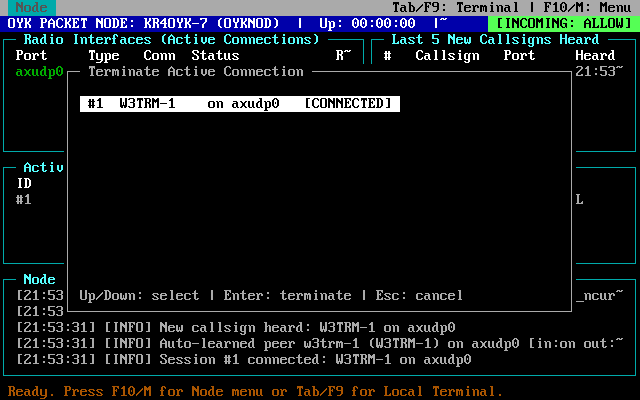 Node Tab/F9: Terminal | F10/M: Menu
OYK PACKET NODE: KR4OYK-7 (OYKNOD) | Up: 00:00:00 |~ [INCOMING: ALLOW]
Radio Interfaces (Active Connections) Last 5 New Callsigns Heard
Port Type Conn Status R~ # Callsign Port Heard
axudp0 21:53~
Terminate Active Connection
#1 W3TRM-1 on axudp0 [CONNECTED]
Activ
ID
#1 L
Up/Down: select | Enter: terminate | Esc: cancel
Node
[21:53 _ncur~
[21:53
[21:53:31] [INFO] New callsign heard: W3TRM-1 on axudp0
[21:53:31] [INFO] Auto-learned peer w3trm-1 (W3TRM-1) on axudp0 [in:on out:~
[21:53:31] [INFO] Session #1 connected: W3TRM-1 on axudp0
Ready. Press F10/M for Node menu or Tab/F9 for Local Terminal.